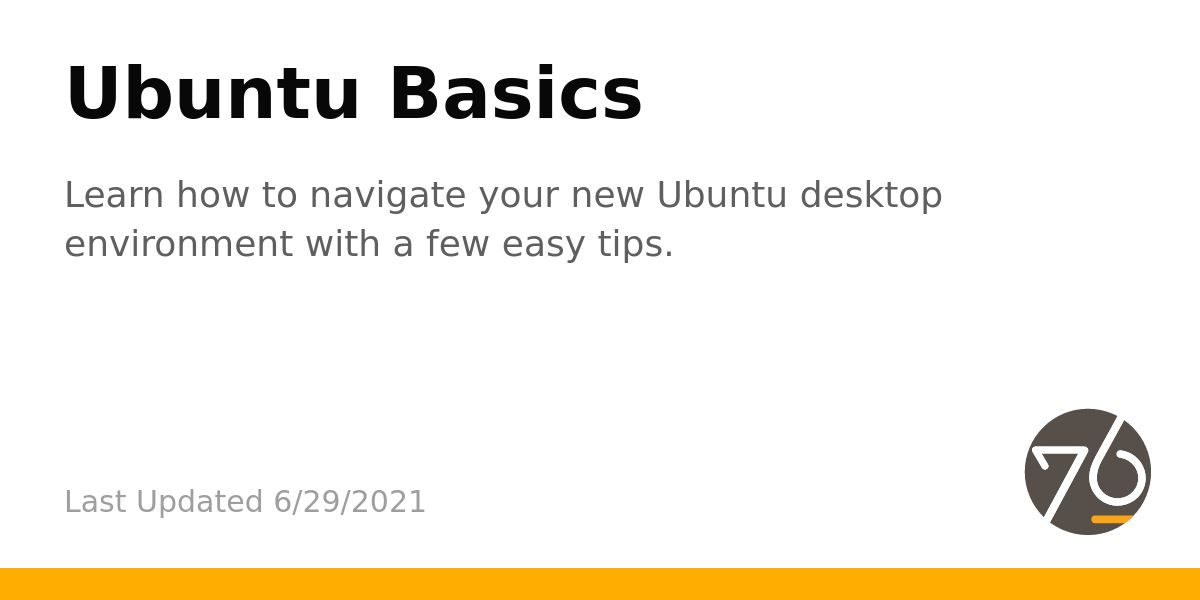 Ubuntu Basics
Learn how to navigate your new Ubuntu desktop
environment with a few easy tips.
Last Updated 6/29/2021
76